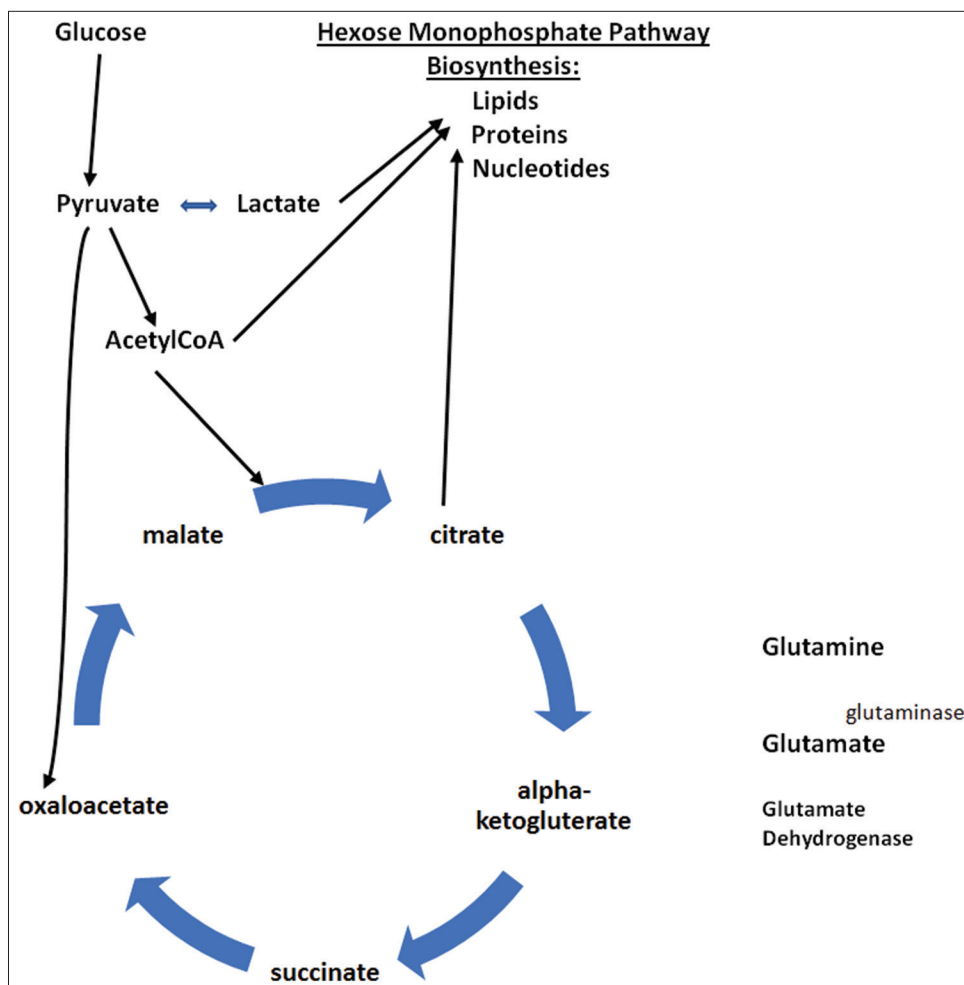 Glucose
Hexose Monophosphate Pathway
Biosynthesis:
Lipids
Proteins
Nucleotides
Pyruvate
Lactate
AcetylCoA
malate
citrate
Glutamine
glutaminase
Glutamate
oxaloacetate
alpha-
ketogluterate
Glutamate
Dehydrogenase
succinate